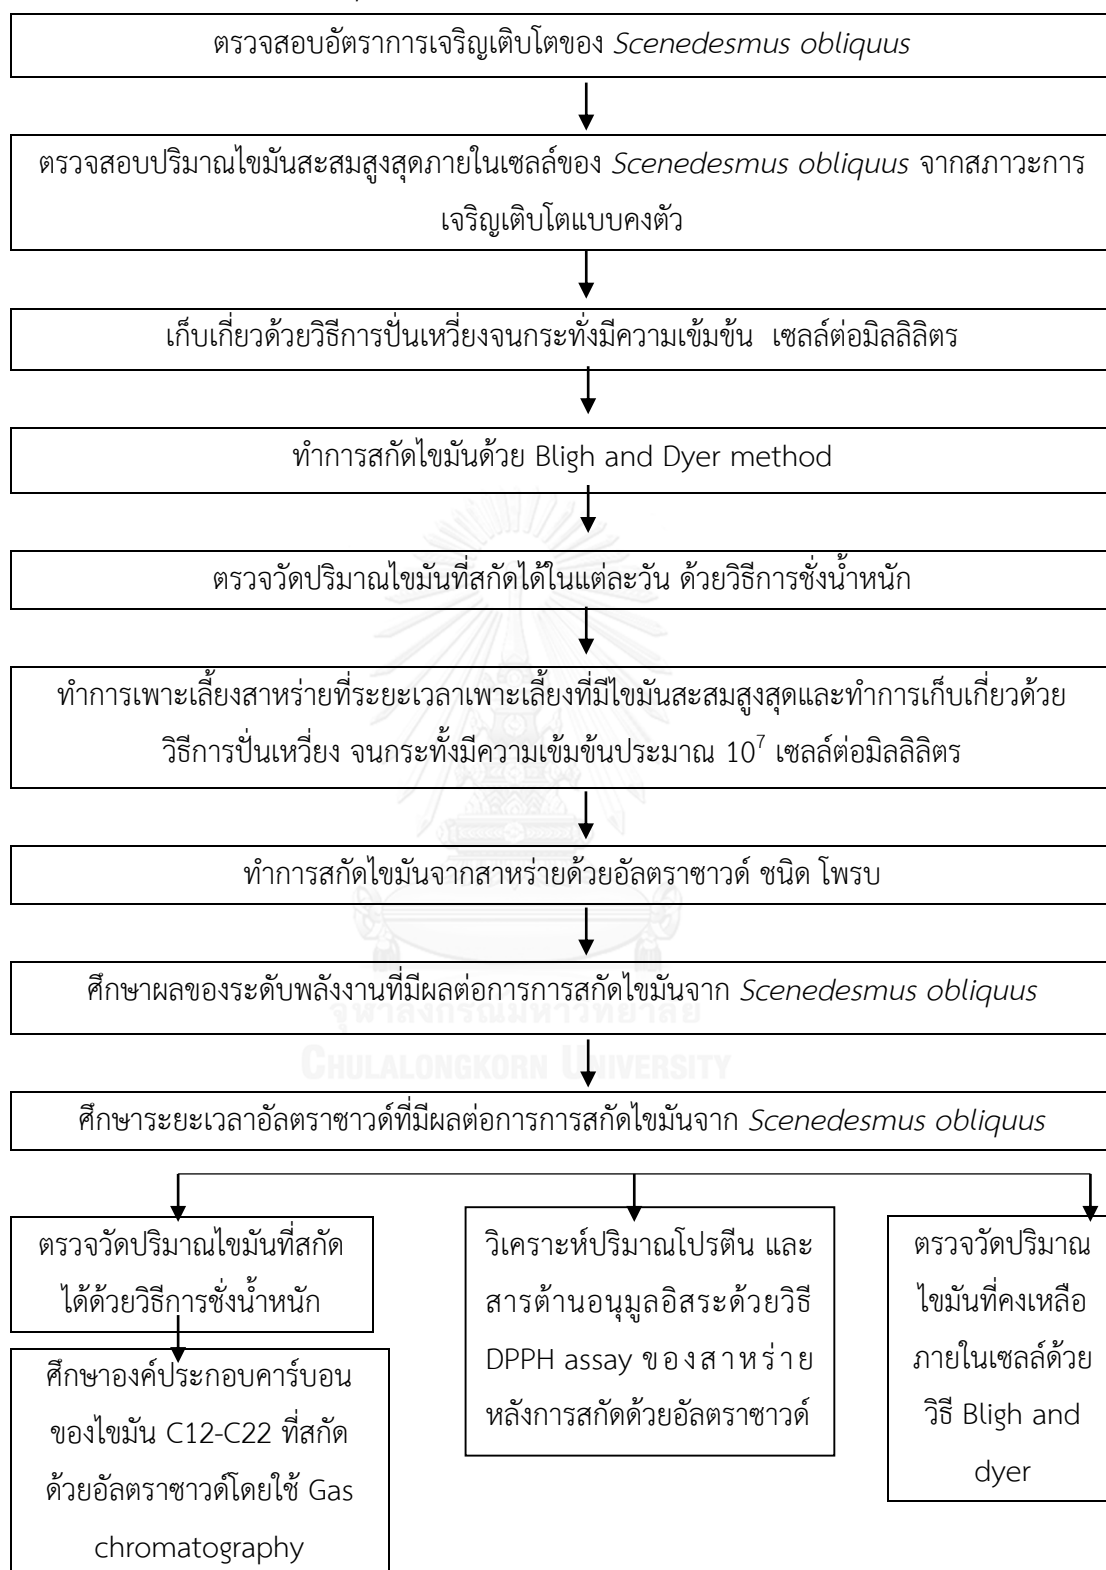 ตรวจสอบอัตราการเจริญเติบโตของ Scenedesmus obliquus
ตรวจสอบปริมาณไขมันสะสมสูงสุดภายในเซลล์ของ Scenedesmus obliquus จากสภาวะการ
เจริญเติบโตแบบคงตัว
เก็บเกี่ยวด้วยวิธีการปั่นเหวี่ยงจนกระทั่งมีความเข้มข้น เซลล์ต่อมิลลิลิตร
ทำการสกัดไขมันด้วย Bligh and Dyer method
ตรวจวัดปริมาณไขมันที่สกัดได้ในแต่ละวัน ด้วยวิธีการชั่งน้ำหนัก
ทำการเพาะเลี้ยงสาหร่ายที่ระยะเวลาเพาะเลี้ยงที่มีไขมันสะสมสูงสุดและทำการเก็บเกี่ยวด้วย
วิธีการปั่นเหวี่ยง จนกระทั้งมีความเข้มข้นประมาณ 10⁷ เซลล์ต่อมิลลิลิตร
ทำการสกัดไขมันจากสาหร่ายด้วยอัลตราซาวด์ ชนิด โพรบ
ศึกษาผลของระดับพลังงานที่มีผลต่อการการสกัดไขมันจาก Scenedesmus obliquus
จุฬาลงกรณ์มหาวิทยาลัย
CHULALONGKORN UNIVERSITY
ศึกษาระยะเวลาอัลตราซาวด์ที่มีผลต่อการการสกัดไขมันจาก Scenedesmus obliquus
ตรวจวัดปริมาณไขมันที่สกัด
ได้ด้วยวิธีการชั่งน้ำหนัก
ศึกษาองค์ประกอบคาร์บอน
ของไขมัน C12-C22 ที่สกัด
ด้วยอัลตราซาวด์โดยใช้ Gas
chromatography
วิเคราะห์ปริมาณโปรตีน และ
สารต้านอนุมูลอิสระด้วยวิธี
DPPH assay ของสาหร่าย
หลังการสกัดด้วยอัลตราซาวด์
ตรวจวัดปริมาณ
ไขมันที่คงเหลือ
ภายในเซลล์ด้วย
วิธี Bligh and
dyer